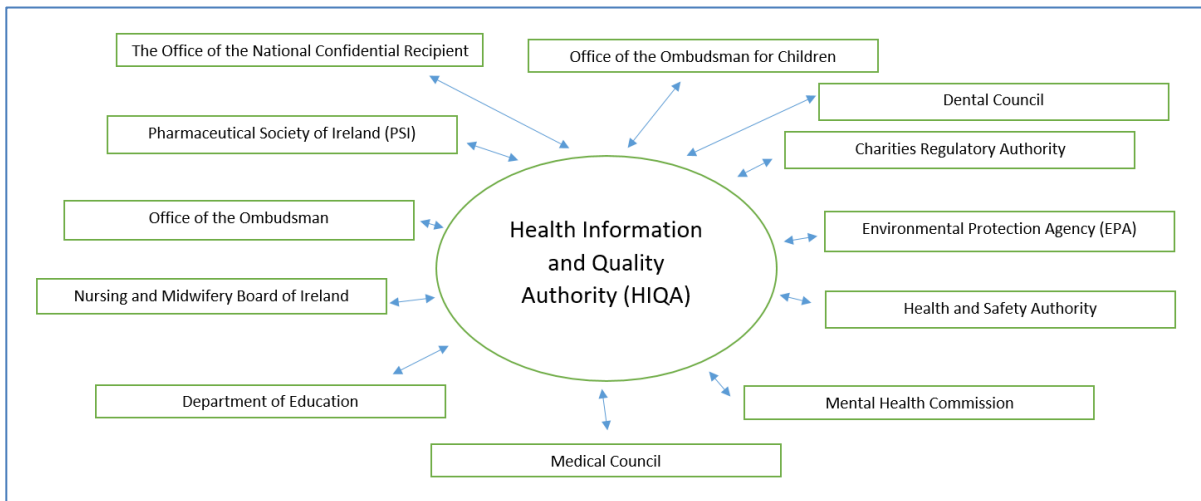 The Office of the National Confidential Recipient
Office of the Ombudsman for Children
Dental Council
Pharmaceutical Society of Ireland (PSI)
Charities Regulatory Authority
Office of the Ombudsman
Health Information
and Quality
Authority (HIQA)
Environmental Protection Agency (EPA)
Nursing and Midwifery Board of Ireland
Health and Safety Authority
Department of Education
Mental Health Commission
Medical Council